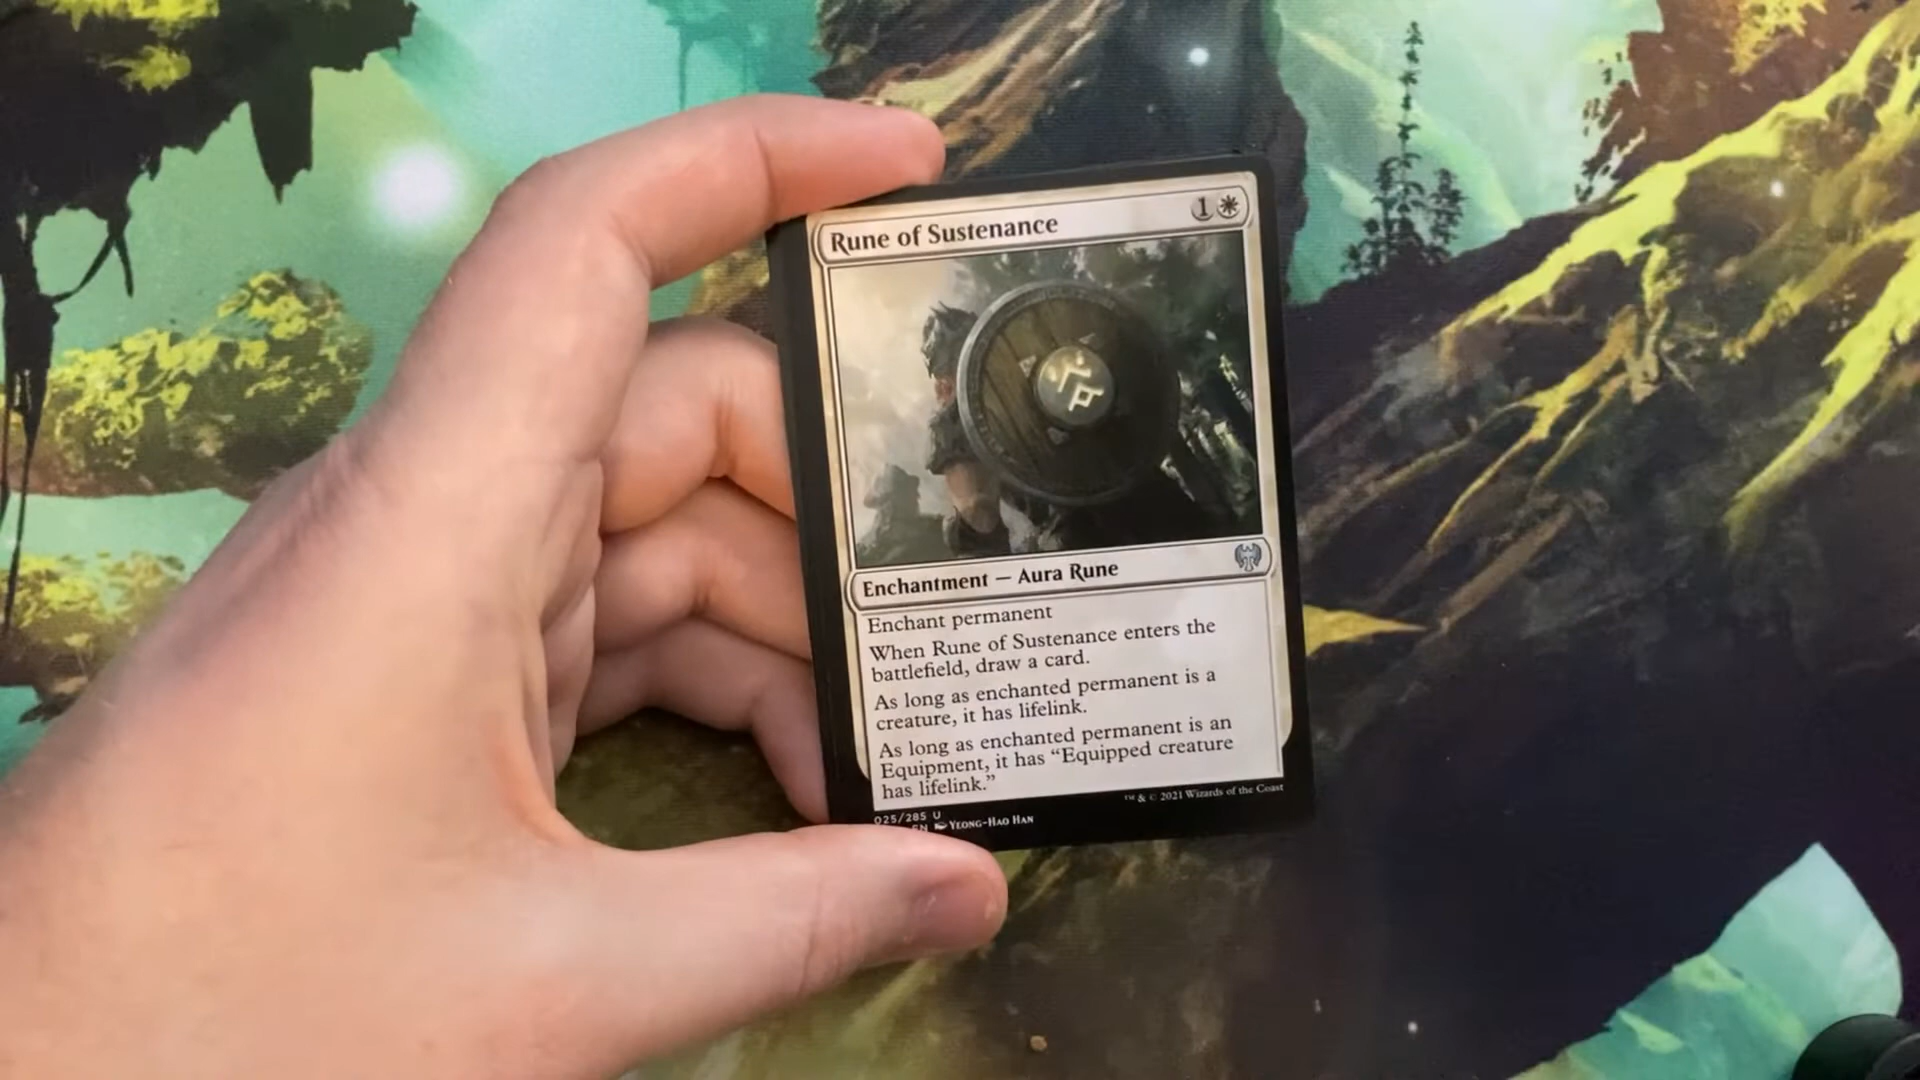 Rune of Sustenance
1
Enchantment — Aura Rune
Enchant permanent
When Rune of Sustenance enters the
battlefield, draw a card.
As long as enchanted permanent is a
creature, it has lifelink.
As long as enchanted permanent is an
Equipment, it has “Equipped creature
has lifelink.”
025/285 U
™ & © 2021 Wizards of the Coast
EN Yeong-Hao Han